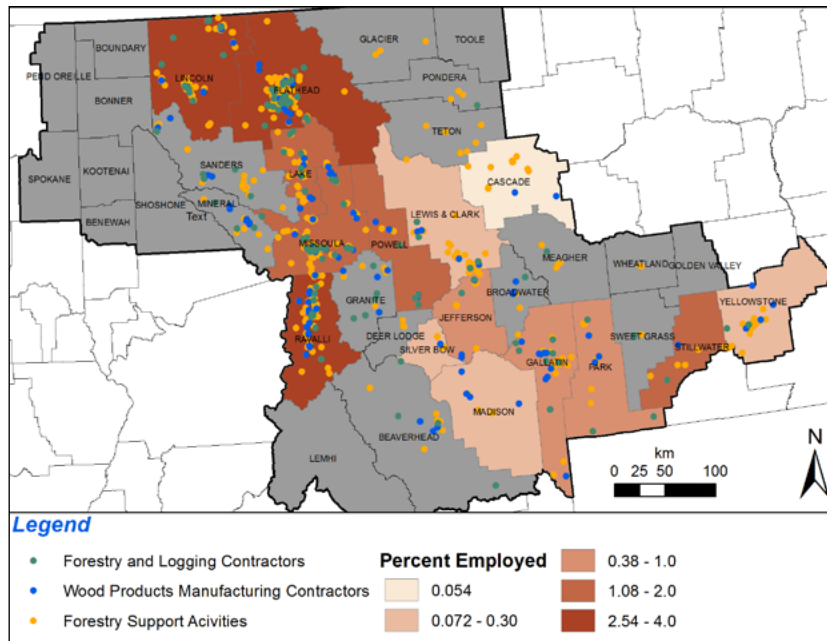 BOUNDARY
GLACIER
TOOLE
PEND OREILLE
LINCOLN
FLATHEAD
PONDERA
BONNER
TETON
SANDERS
KOOTENAI
LAKE
CASCADE
SPOKANE
SHOSHONE
MINERAL
LEWIS & CLARK
BENEWAH
Text
MISSOULA
POWELL
MEAGHER
WHEATLAND
GOLDEN VALLEY
GRANITE
BROADWATER
YELLOWSTONE
JEFFERSON
DEER LODGE
RAVALLI
SILVER BOW
SWEET GRASS
STILLWATER
GALLATIN
PARK
MADISON
BEAVERHEAD
LEMHI
km
0 25 50 100
N
Legend
Forestry and Logging Contractors
Wood Products Manufacturing Contractors
Forestry Support Acivities
Percent Employed
0.054
0.072 - 0.30
0.38 - 1.0
1.08 - 2.0
2.54 - 4.0